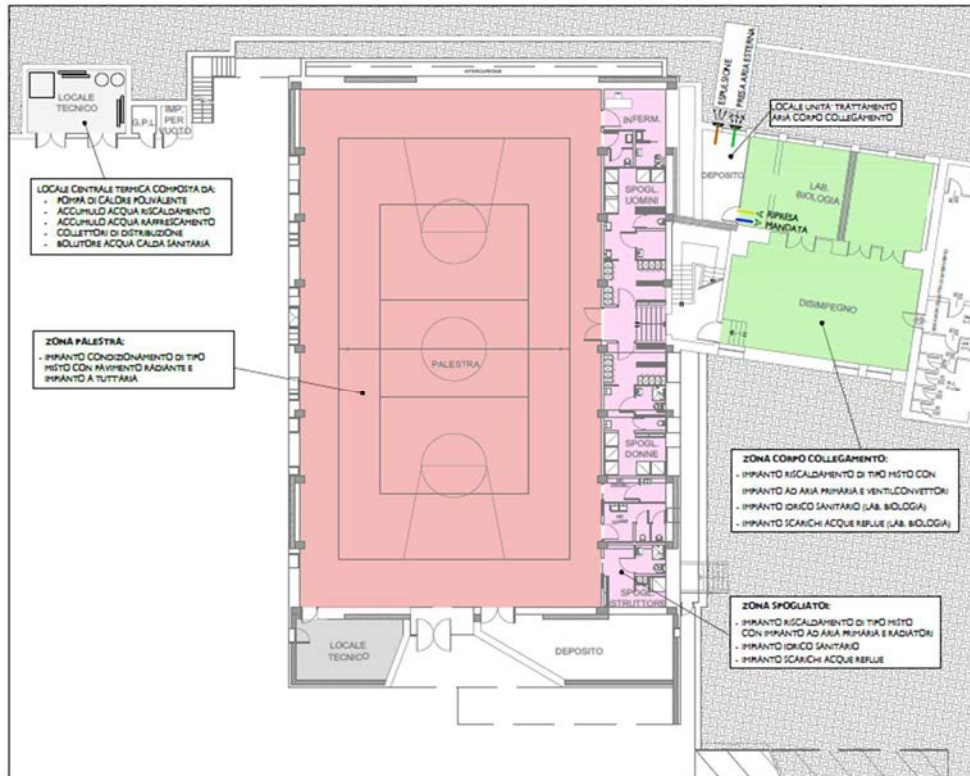 ESPULSIONE
PRESA ARIA ESTERNA
LOCALE
TECNICO
G.P.L.
IMP.
PER
VUOTO
LOCALE UNITA' TRATTAMENTO
ARIA CORPO COLLEGAMENTO
INFERM.
DEPOSITO
LAB.
BIOLOGIA
LOCALE CENTRALE TERMICA COMPOSTA DA:
- POMPA DI CALORE POLIVALENTE
- ACCUMULO ACQUA RISCALDAMENTO
- ACCUMULO ACQUA RAFFRESCAMENTO
- COLLETTORI DI DISTRIBUZIONE
- BOLLITORE ACQUA CALDA SANITARIA
SPOGL.
UOMINI
RIPRESA
MANDATA
DISIMPEGNO
ZONA PALESTRA:
- IMPIANTO CONDIZIONAMENTO DI TIPO
MISTO CON PAVIMENTO RADIANTE E
IMPIANTO A TUTT'ARIA
PALESTRA
SPOGL.
DONNE
ZONA CORPO COLLEGAMENTO:
- IMPIANTO RISCALDAMENTO DI TIPO MISTO CON
IMPIANTO AD ARIA PRIMARIA E VENTILCONVETTORI
- IMPIANTO IDRICO SANITARIO (LAB. BIOLOGIA)
- IMPIANTO SCARICHI ACQUE REFLUE (LAB. BIOLOGIA)
SPOGL.
ISTRUTTORE
ZONA SPOGLIATOI:
- IMPIANTO RISCALDAMENTO DI TIPO MISTO
CON IMPIANTO AD ARIA PRIMARIA E RADIATORI
- IMPIANTO IDRICO SANITARIO
- IMPIANTO SCARICHI ACQUE REFLUE
LOCALE
TECNICO
DEPOSITO